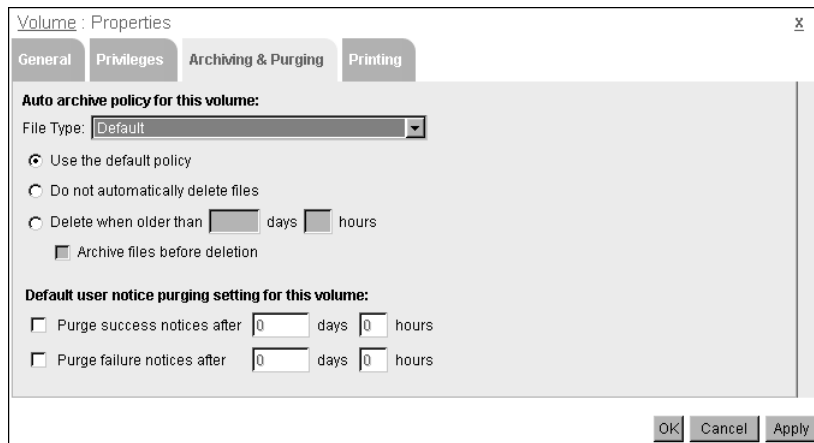 Volume : Properties x
General Privileges Archiving & Purging Printing
Auto archive policy for this volume:
File Type: Default
Use the default policy
Do not automatically delete files
Delete when older than days hours
Archive files before deletion
Default user notice purging setting for this volume:
Purge success notices after 0 days 0 hours
Purge failure notices after 0 days 0 hours
OK Cancel Apply